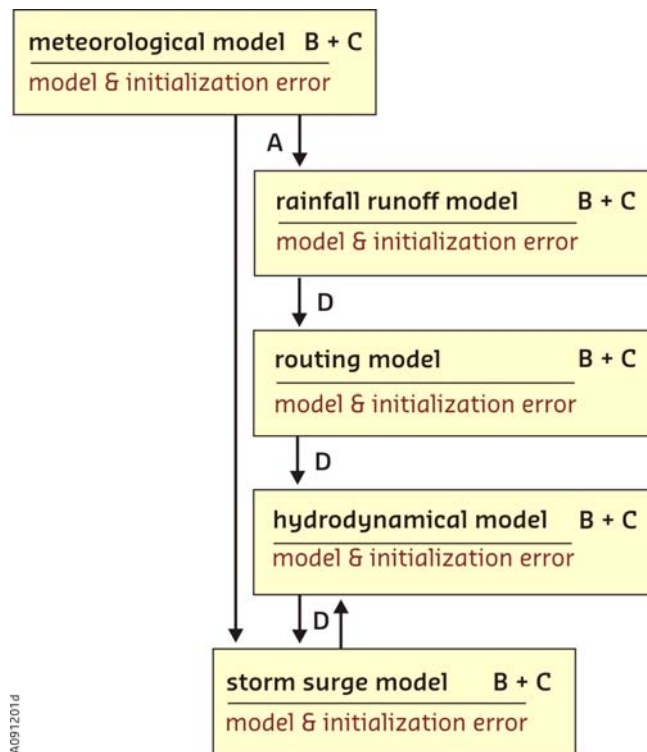 meteorological model B + C
model & initialization error
A
rainfall runoff model B + C
model & initialization error
D
routing model B + C
model & initialization error
D
hydrodynamical model B + C
model & initialization error
D
storm surge model B + C
model & initialization error
A091201d